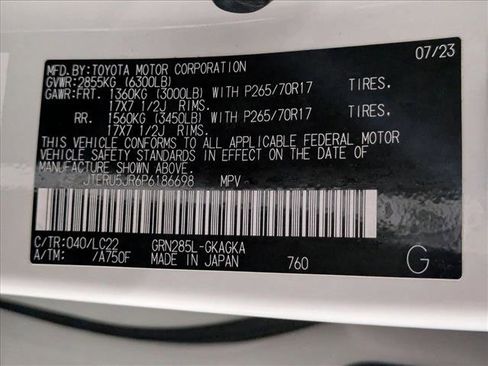 07/23
MFD.BY:TOYOTA MOTOR CORPORATION
GVWR:2855KG (6300LB)
GAWR:FRT. 1360KG (3000LB) WITH P265/70R17 TIRES,
17X7 1/2J RIMS
RR. 1560KG (3450LB) WITH P265/70R17 TIRES,
17X7 1/2J RIMS
THIS VEHICLE CONFORMS TO ALL APPLICABLE FEDERAL MOTOR
VEHICLE SAFETY STANDARDS IN EFFECT ON THE DATE OF
MANUFACTURE SHOWN ABOVE.
JTERU5JR6P6186698 MPV
C/TR:040/LC22 GRN285L-GKAGKA
A/TM: /A750F MADE IN JAPAN 760
G